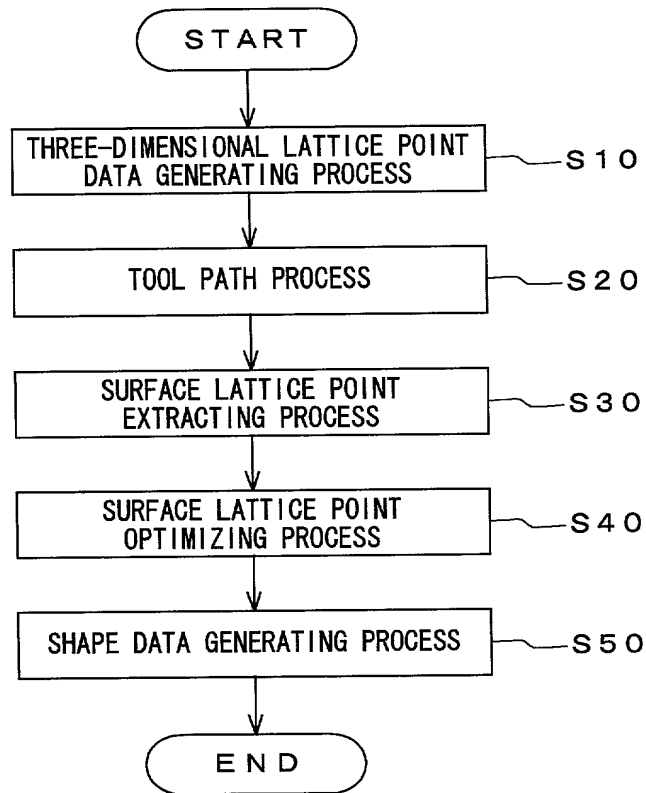 START
THREE-DIMENSIONAL LATTICE POINT
DATA GENERATING PROCESS
S10
TOOL PATH PROCESS
S20
SURFACE LATTICE POINT
EXTRACTING PROCESS
S30
SURFACE LATTICE POINT
OPTIMIZING PROCESS
S40
SHAPE DATA GENERATING PROCESS
S50
END